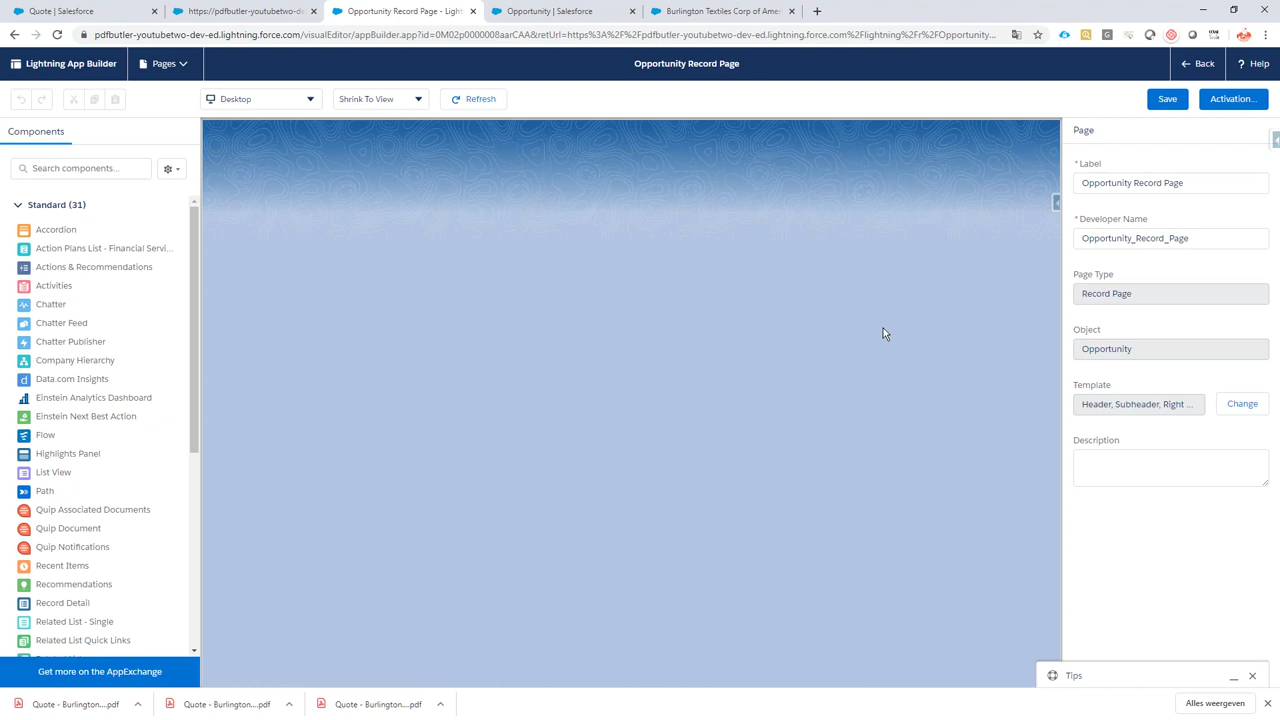 Quote | Salesforce
https://pdfbutler-youtubetwo-de
Opportunity Record Page - Light
Opportunity | Salesforce
Burlington Textiles Corp of Amer
pdfbutler-youtubetwo-dev-ed.lightning.force.com/visualEditor/appBuilder.app?id=0M02p0000008aarCAA&retUrl=https%3A%2F%2Fpdfbutler-youtubetwo-dev-ed.lightning.force.com%2Flightning%2Fr%2FOpportunity...
Lightning App Builder
Pages
Opportunity Record Page
Back
? Help
Desktop
Shrink To View
Refresh
Save
Activation...
Components
Page
Search components...
* Label
Opportunity Record Page
Standard (31)
* Developer Name
Opportunity_Record_Page
Accordion
Action Plans List - Financial Servi...
Actions & Recommendations
Activities
Chatter
Chatter Feed
Chatter Publisher
Company Hierarchy
Data.com Insights
Einstein Analytics Dashboard
Einstein Next Best Action
Flow
Highlights Panel
List View
Path
Quip Associated Documents
Quip Document
Quip Notifications
Recent Items
Recommendations
Record Detail
Related List - Single
Related List Quick Links
Page Type
Record Page
Object
Opportunity
Template
Header, Subheader, Right ...
Change
Description
Get more on the AppExchange
Tips
Quote - Burlington....pdf
Quote - Burlington....pdf
Quote - Burlington....pdf
Alles weergeven